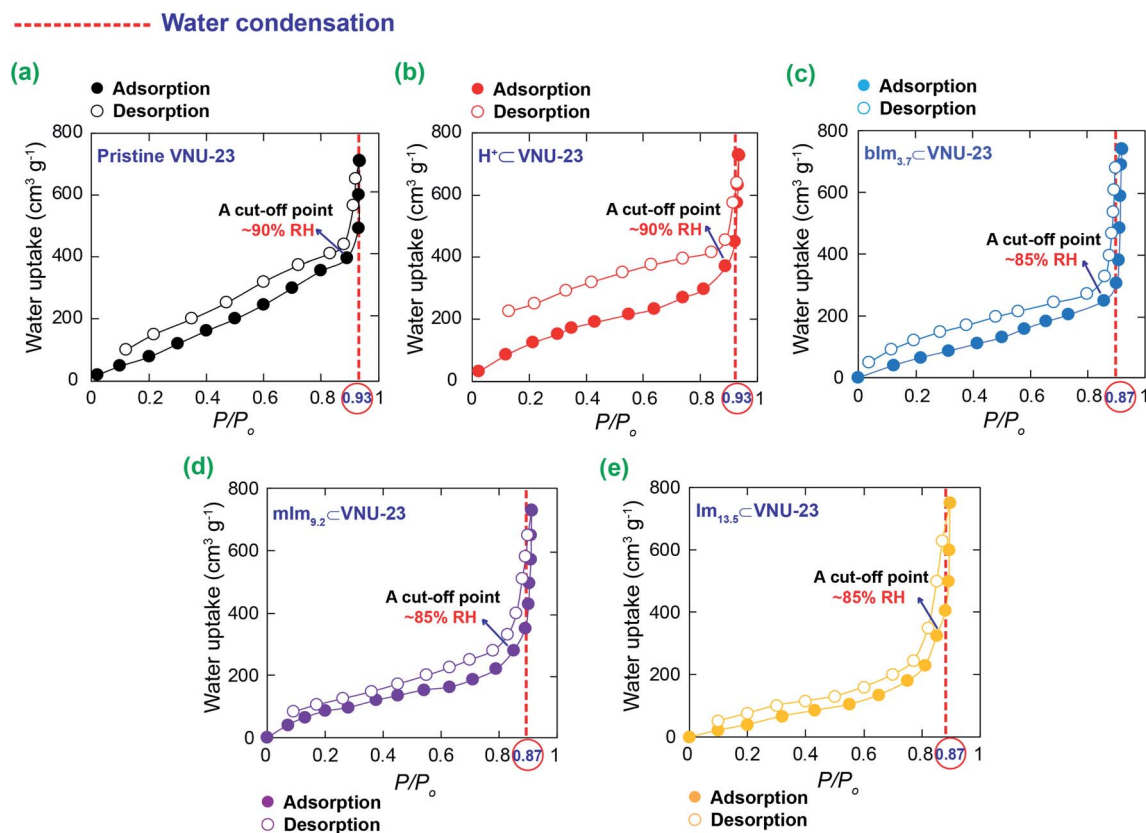 Water condensation
(a)
Adsorption
Desorption
Pristine VNU-23
A cut-off point
~90% RH
Water uptake (cm³ g⁻¹)
800
600
400
200
0
0 0.2 0.4 0.6 0.8 0.93 1
P/Pₒ
(b)
Adsorption
Desorption
H⁺⊂VNU-23
A cut-off point
~90% RH
Water uptake (cm³ g⁻¹)
800
600
400
200
0
0 0.2 0.4 0.6 0.8 0.93 1
P/Pₒ
(c)
Adsorption
Desorption
bIm₃.₇⊂VNU-23
A cut-off point
~85% RH
Water uptake (cm³ g⁻¹)
800
600
400
200
0
0 0.2 0.4 0.6 0.8 0.87 1
P/Pₒ
(d)
mIm₉.₂⊂VNU-23
A cut-off point
~85% RH
Water uptake (cm³ g⁻¹)
800
600
400
200
0
0 0.2 0.4 0.6 0.8 0.87 1
P/Pₒ
Adsorption
Desorption
(e)
Im₁₃.₅⊂VNU-23
A cut-off point
~85% RH
Water uptake (cm³ g⁻¹)
800
600
400
200
0
0 0.2 0.4 0.6 0.8 0.87 1
P/Pₒ
Adsorption
Desorption